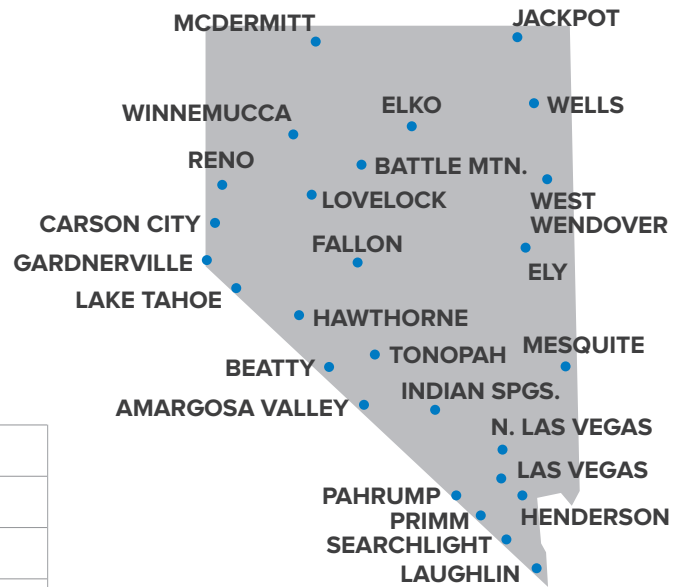 MCDERMITT
JACKPOT
WINNEMUCCA
ELKO
WELLS
RENO
BATTLE MTN.
LOVELOCK
WEST
WENDOVER
CARSON CITY
FALLON
GARDNERVILLE
ELY
LAKE TAHOE
HAWTHORNE
BEATTY
TONOPAH
MESQUITE
AMARGOSA VALLEY
INDIAN SPGS.
N. LAS VEGAS
LAS VEGAS
PAHRUMP
HENDERSON
PRIMM
SEARCHLIGHT
LAUGHLIN